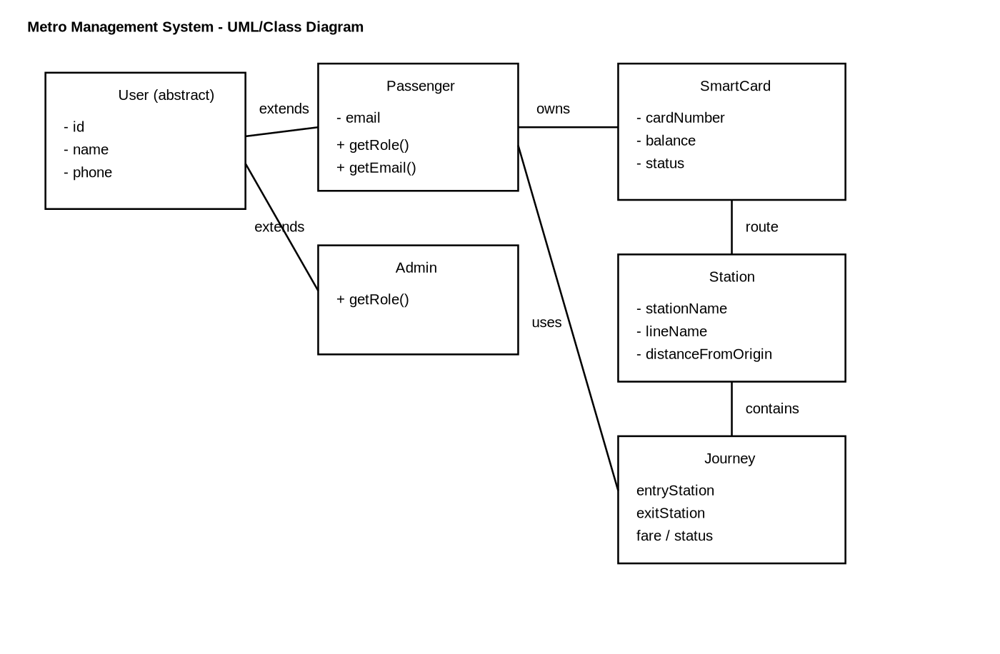 Metro Management System - UML/Class Diagram
User (abstract)
- id
- name
- phone
extends
extends
Passenger
- email
+ getRole()
+ getEmail()
Admin
+ getRole()
owns
uses
SmartCard
- cardNumber
- balance
- status
route
Station
- stationName
- lineName
- distanceFromOrigin
contains
Journey
entryStation
exitStation
fare / status